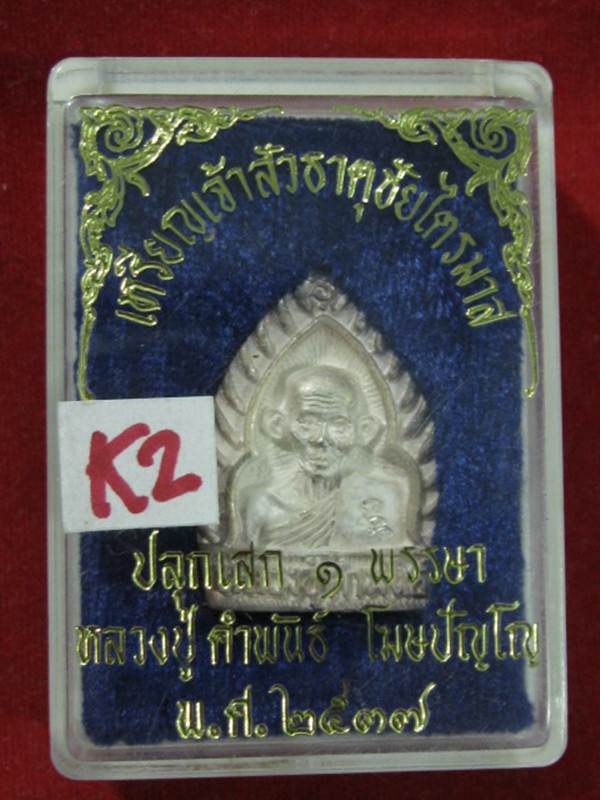 เหรียญเจ้าสัวธาตุชัยไตรมาส
K2
ปลุกเสก ๑ พรรษา
หลวงปู่ คำพันธ์ โฆษปัญโญ
พ.ศ. ๒๕๓๗